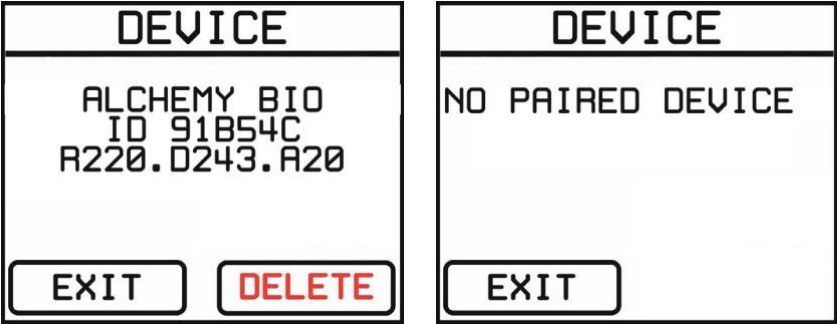 DEVICE
ALCHEMY BIO
ID 91B54C
R220.D243.A20
EXIT
DELETE
DEVICE
NO PAIRED DEVICE
EXIT